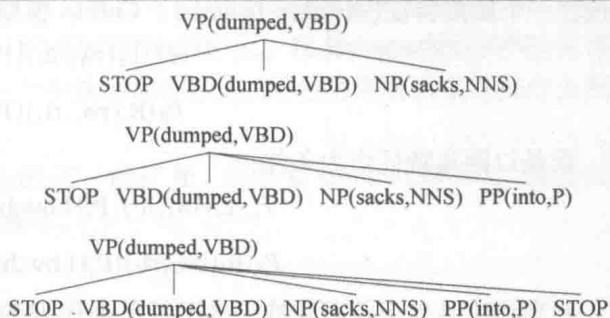 VP(dumped,VBD)
STOP VBD(dumped,VBD) NP(sacks,NNS)
VP(dumped,VBD)
STOP VBD(dumped,VBD) NP(sacks,NNS) PP(into,P)
VP(dumped,VBD)
STOP VBD(dumped,VBD) NP(sacks,NNS) PP(into,P) STOP